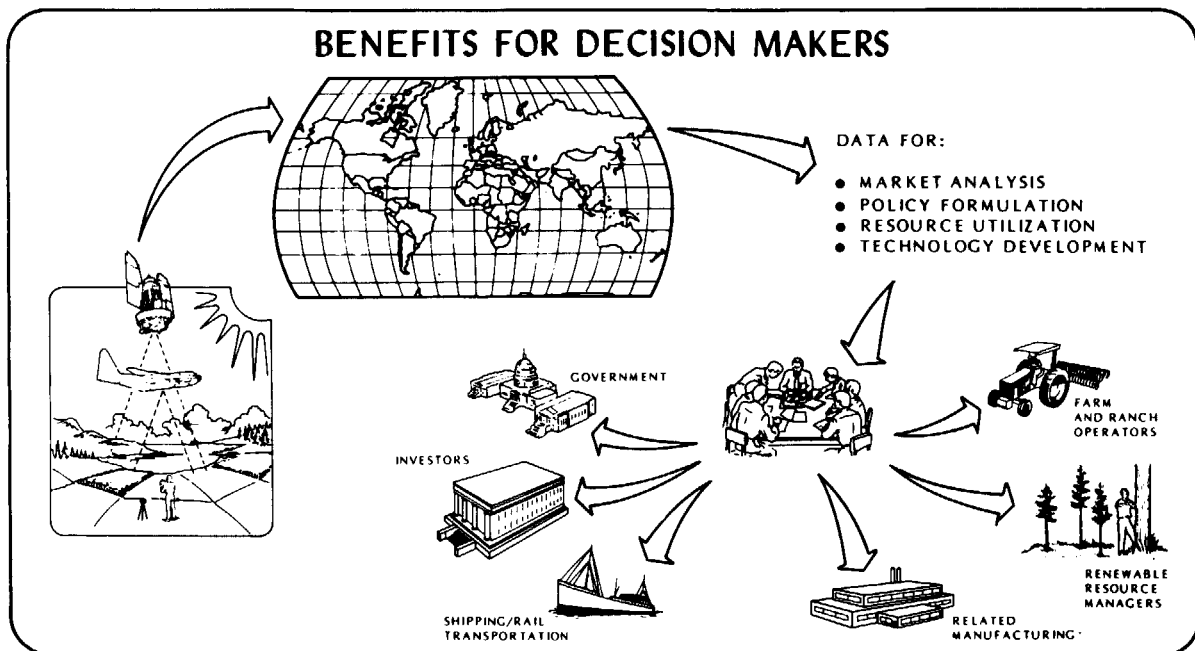 BENEFITS FOR DECISION MAKERS
DATA FOR:
● MARKET ANALYSIS
● POLICY FORMULATION
● RESOURCE UTILIZATION
● TECHNOLOGY DEVELOPMENT
GOVERNMENT
INVESTORS
SHIPPING/RAIL
TRANSPORTATION
RELATED
MANUFACTURING
RENEWABLE
RESOURCE
MANAGERS
FARM
AND RANCH
OPERATORS